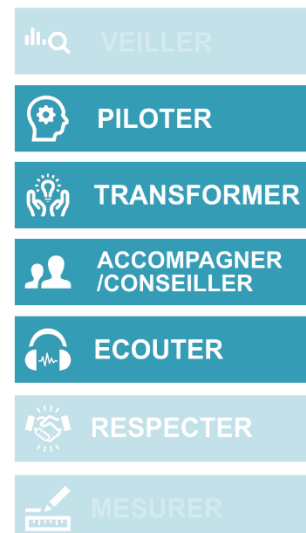 VEILLER
PILOTER
TRANSFORMER
ACCOMPAGNER
/CONSEILLER
ECOUTER
RESPECTER
MESURER